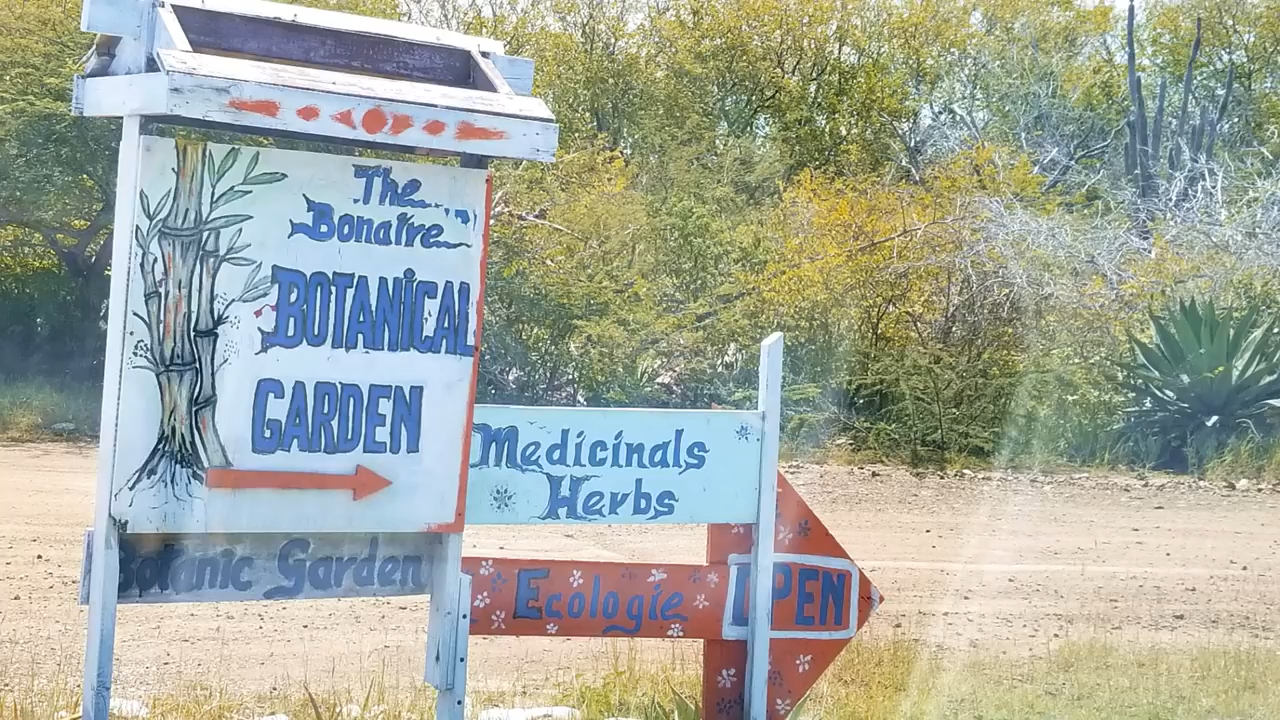 The
Bonaire
BOTANICAL
GARDEN
Botanic Garden
Medicinals
Herbs
Ecologie
OPEN